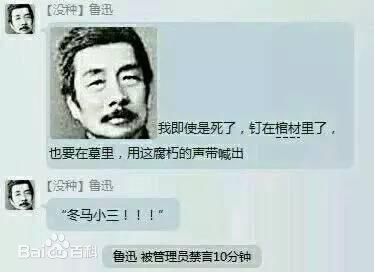 【没种】鲁迅
我即使是死了，钉在棺材里了，
也要在墓里，用这腐朽的声带喊出
【没种】鲁迅
“冬马小三！！！”
Baidu百科
鲁迅 被管理员禁言10分钟